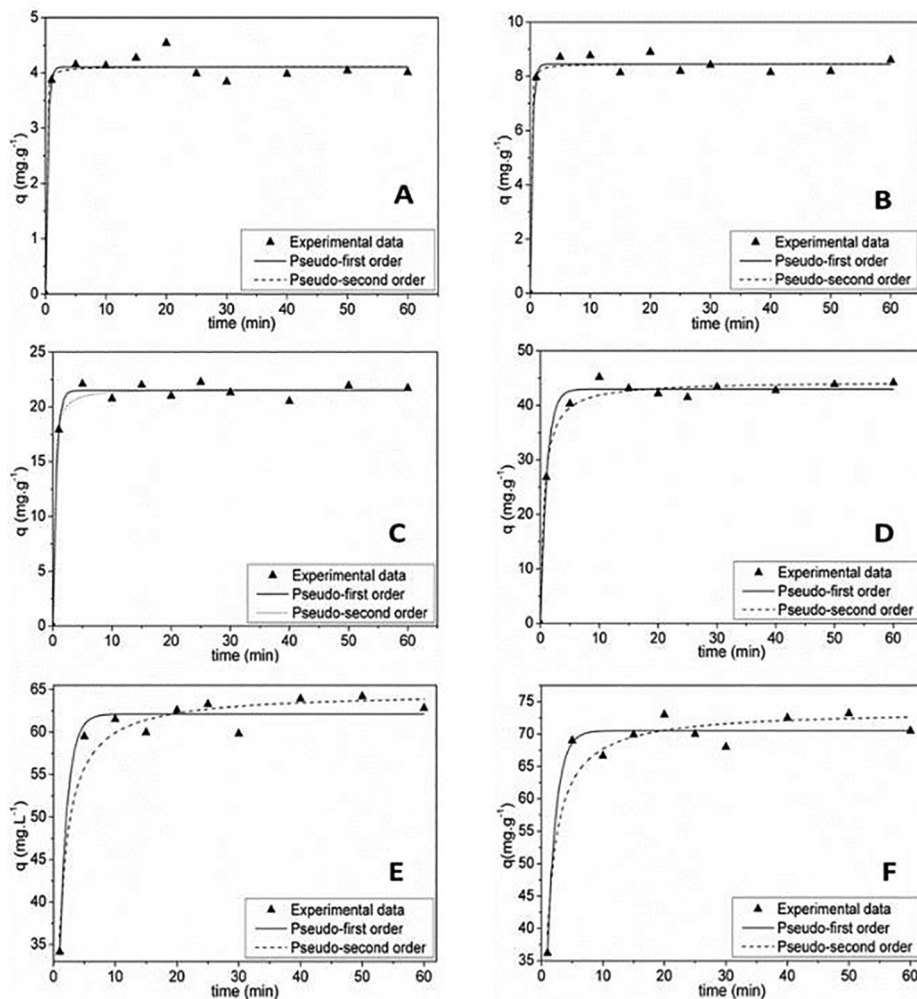 5
4
3
2
1
0
q (mg.g⁻¹)
A
▲ Experimental data
Pseudo-first order
Pseudo-second order
0 10 20 30 40 50 60
time (min)
10
8
6
4
2
0
q (mg.g⁻¹)
B
Experimental data
Pseudo-first order
Pseudo-second order
0 10 20 30 40 50 60
time (min)
25
20
15
10
5
0
q (mg.g⁻¹)
C
Experimental data
Pseudo-first order
Pseudo-second order
0 10 20 30 40 50 60
time (min)
50
40
30
20
10
0
q (mg.g⁻¹)
D
Experimental data
Pseudo-first order
Pseudo-second order
0 10 20 30 40 50 60
time (min)
65
60
55
50
45
40
35
q (mg.L⁻¹)
E
Experimental data
Pseudo-first order
Pseudo-second order
0 10 20 30 40 50 60
time (min)
75
70
65
60
55
50
45
40
35
q(mg.g⁻¹)
F
Experimental data
Pseudo-first order
Pseudo-second order
0 10 20 30 40 50 60
time (min)